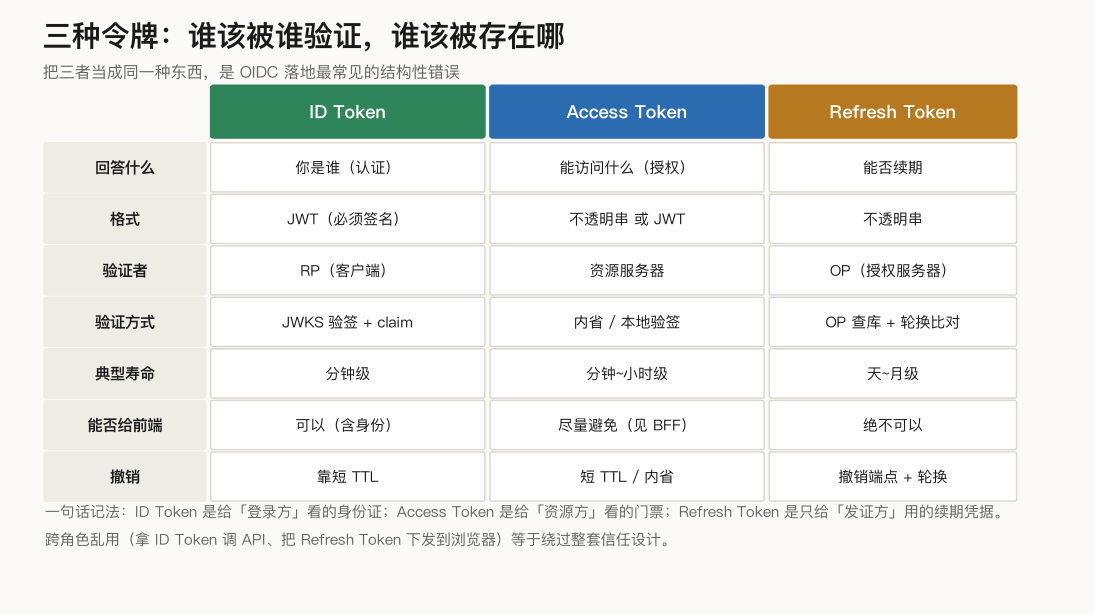 三种令牌：谁该被谁验证，谁该被存在哪
把三者当成同一种东西，是 OIDC 落地最常见的结构性错误
ID Token Access Token Refresh Token
回答什么 你是谁（认证） 能访问什么（授权） 能否续期
格式 JWT（必须签名） 不透明串 或 JWT 不透明串
验证者 RP（客户端） 资源服务器 OP（授权服务器）
验证方式 JWKS 验签 + claim 内省 / 本地验签 OP 查库 + 轮换比对
典型寿命 分钟级 分钟~小时级 天~月级
能否给前端 可以（含身份） 尽量避免（见 BFF） 绝不可以
撤销 靠短 TTL 短 TTL / 内省 撤销端点 + 轮换
一句话记法：ID Token 是给「登录方」看的身份证；Access Token 是给「资源方」看的门票；Refresh Token 是只给「发证方」用的续期凭据。
跨角色乱用（拿 ID Token 调 API、把 Refresh Token 下发到浏览器）等于绕过整套信任设计。